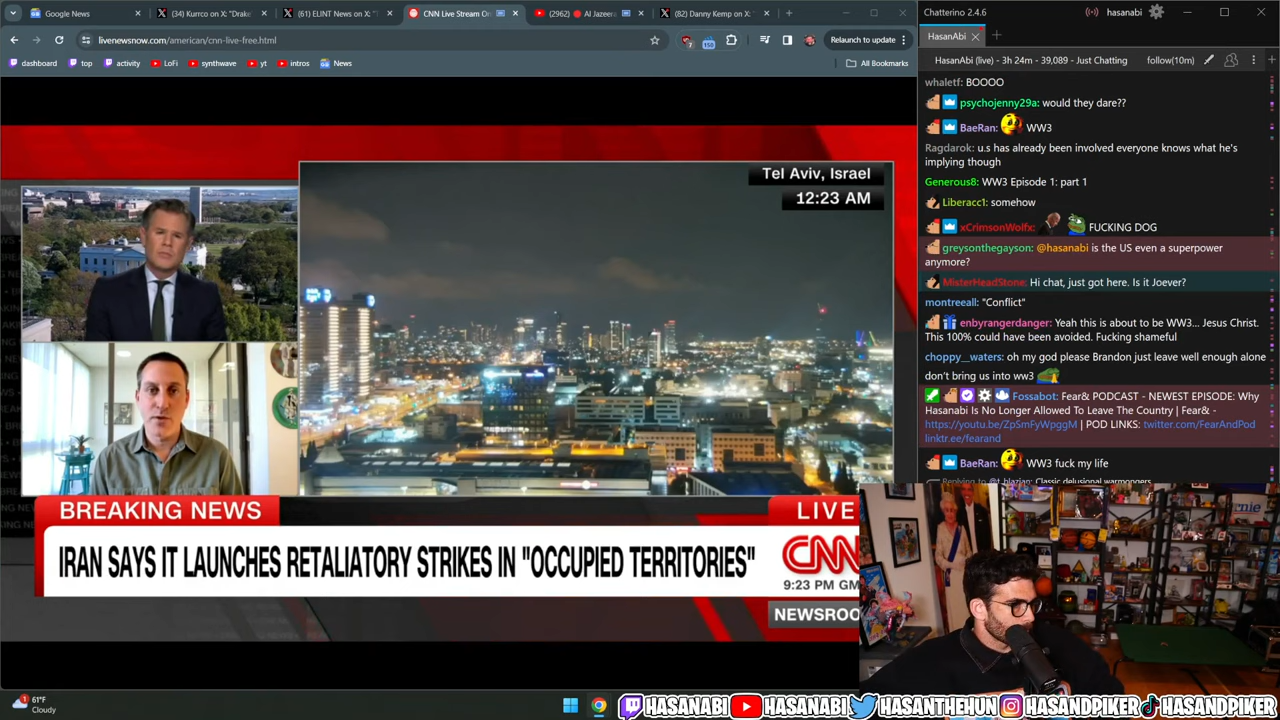 Google News
(34) Kurrco on X: "Drake
(61) ELINT News on X: "
CNN Live Stream On
(2962) Al Jazeera
(82) Danny Kemp on X: "
livenewsnow.com/american/cnn-live-free.html
150
Relaunch to update
dashboard
top
activity
LoFi
synthwave
yt
intros
News
All Bookmarks
Tel Aviv, Israel
12:23 AM
BREAKING NEWS
LIVE
IRAN SAYS IT LAUNCHES RETALIATORY STRIKES IN "OCCUPIED TERRITORIES"
CNN
9:23 PM GM
NEWSROO
61°F
Cloudy
Chatterino 2.4.6
hasanabi
HasanAbi
HasanAbi (live) - 3h 24m - 39,089 - Just Chatting
follow(10m)
whaletf: BOOOO
psychojenny29a: would they dare??
BaeRan: WW3
Ragdarok: u.s has already been involved everyone knows what he's
implying though
Generous8: WW3 Episode 1: part 1
Liberacc1: somehow
xCrimsonWolfx: FUCKING DOG
greysonthegayson: @hasanabi is the US even a superpower
anymore?
MisterHeadStone: Hi chat, just got here. Is it Joever?
montreeall: "Conflict"
enbyrangerdanger: Yeah this is about to be WW3... Jesus Christ.
This 100% could have been avoided. Fucking shameful
choppy__waters: oh my god please Brandon just leave well enough alone
don't bring us into ww3
Fossabot: Fear& PODCAST - NEWEST EPISODE: Why
Hasanabi Is No Longer Allowed To Leave The Country | Fear& -
https://youtu.be/ZpSmFyWpggM | POD LINKS: twitter.com/FearAndPod
linktr.ee/fearand
BaeRan: WW3 fuck my life
Replying to @t_blazian: Classic delusional warmongers
HASANABI
HASANABI
HASANTHEHUN
HASANDPIKER
HASANDPIKER